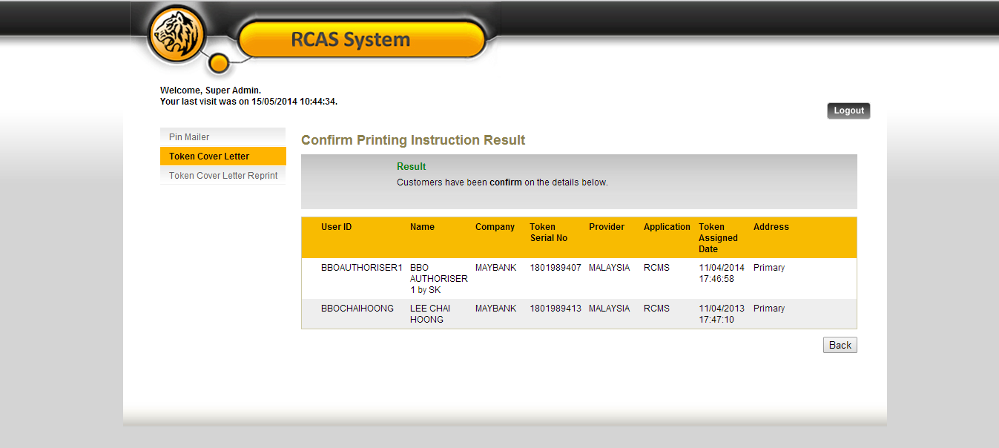 RCAS System
Welcome, Super Admin.
Your last visit was on 15/05/2014 10:44:34.
Logout
Pin Mailer
Token Cover Letter
Token Cover Letter Reprint
Confirm Printing Instruction Result
Result
Customers have been confirm on the details below.
User ID Name Company Token Serial No Provider Application Token Assigned Date Address
BBOAUTHORISER1 BBO AUTHORISER 1 by SK MAYBANK 1801989407 MALAYSIA RCMS 11/04/2014 17:46:58 Primary
BBOCHAIHOONG LEE CHAI HOONG MAYBANK 1801989413 MALAYSIA RCMS 11/04/2013 17:47:10 Primary
Back